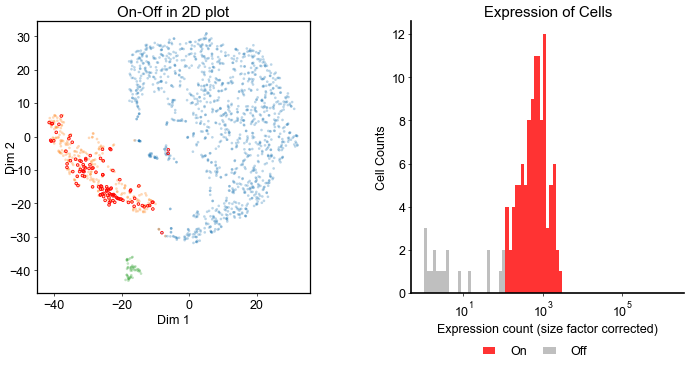 On-Off in 2D plot
30
20
10
0
−10
−20
−30
−40
Dim 2
−40
−20
0
20
Dim 1
Expression of Cells
12
10
8
6
4
2
0
Cell Counts
10^1
10^3
10^5
Expression count (size factor corrected)
On
Off